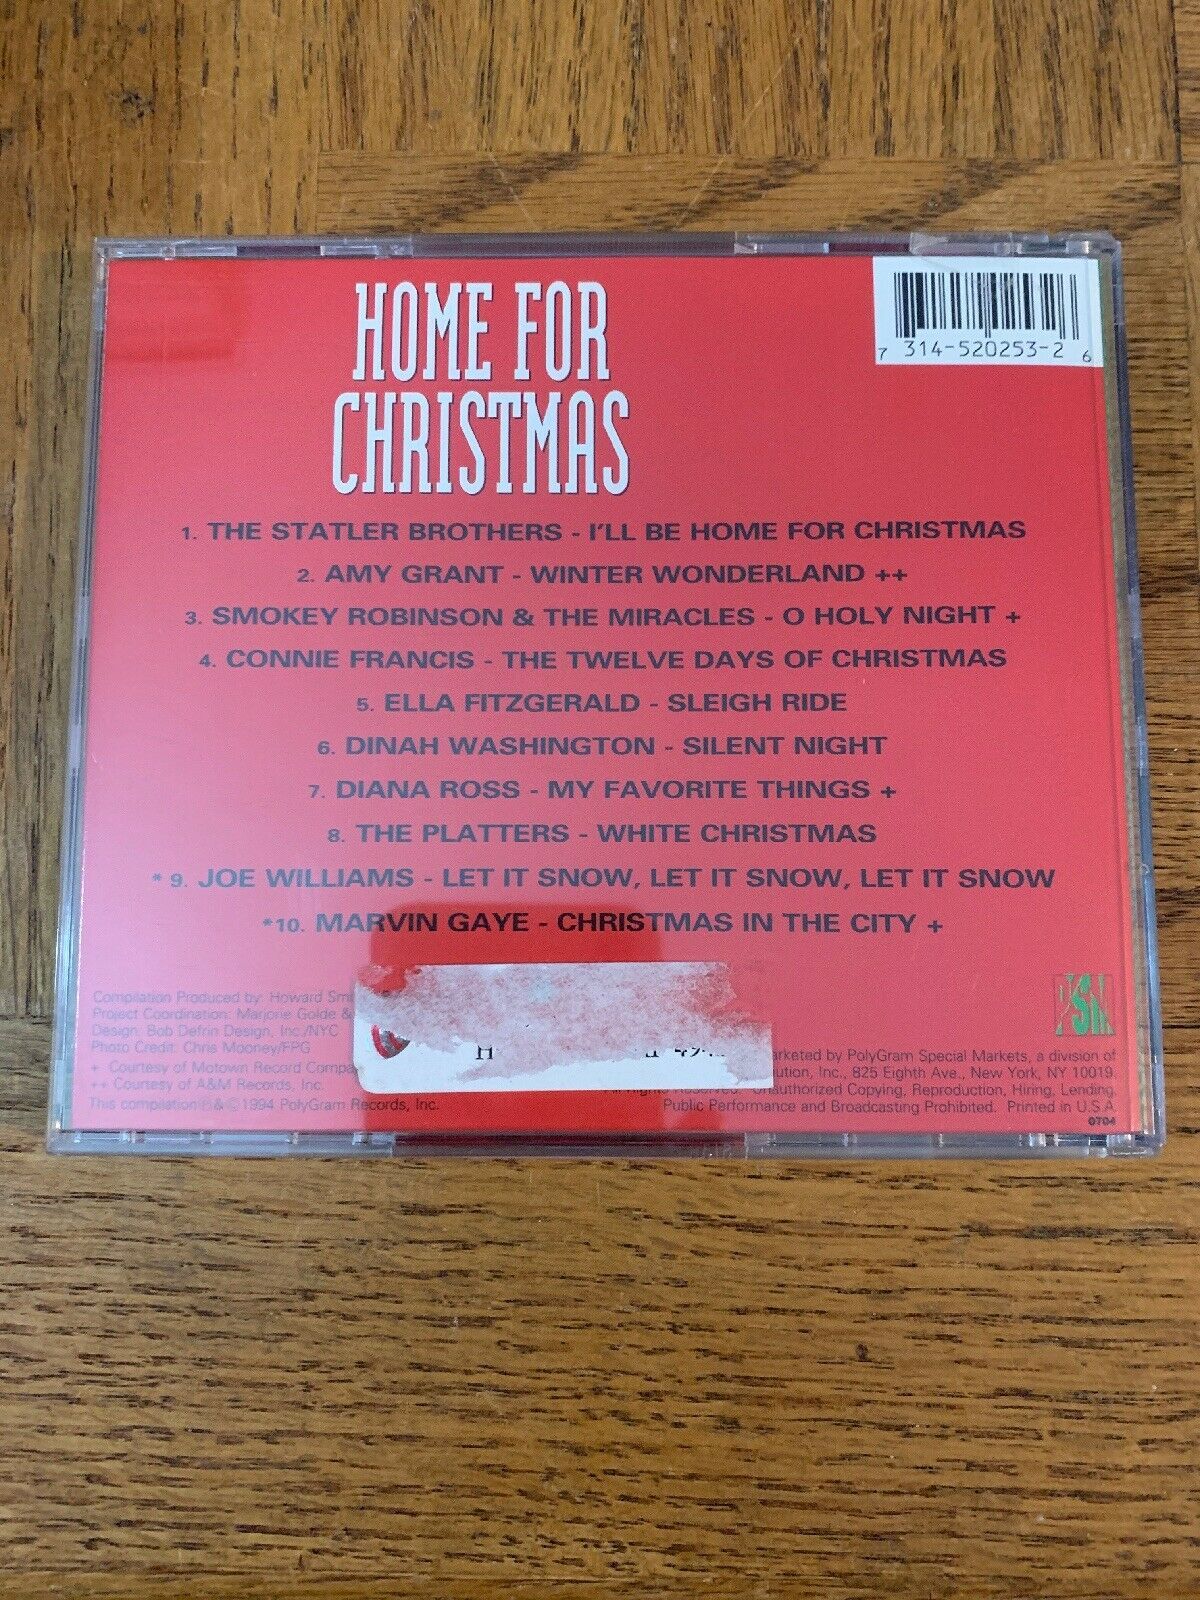 HOME FOR
CHRISTMAS
7 314-520253-2 6
1. THE STATLER BROTHERS - I'LL BE HOME FOR CHRISTMAS
2. AMY GRANT - WINTER WONDERLAND ++
3. SMOKEY ROBINSON & THE MIRACLES - O HOLY NIGHT +
4. CONNIE FRANCIS - THE TWELVE DAYS OF CHRISTMAS
5. ELLA FITZGERALD - SLEIGH RIDE
6. DINAH WASHINGTON - SILENT NIGHT
7. DIANA ROSS - MY FAVORITE THINGS +
8. THE PLATTERS - WHITE CHRISTMAS
* 9. JOE WILLIAMS - LET IT SNOW, LET IT SNOW, LET IT SNOW
*10. MARVIN GAYE - CHRISTMAS IN THE CITY +
Compilation Produced by: Howard
Project Coordination: Marjorie Golde &
Design: Bob Defrin Design, Inc./NYC
Photo Credit: Chris Mooney/FPG
+ Courtesy of Motown Record
++ Courtesy of A&M Records, Inc.
This compilation ℗ & © 1994 PolyGram Records, Inc.
PSM
by PolyGram Special Markets, a division of
Inc., 825 Eighth Ave., New York, NY 10019.
Unauthorized Copying, Reproduction, Hiring, Lending,
Public Performance and Broadcasting Prohibited. Printed in U.S.A
0704